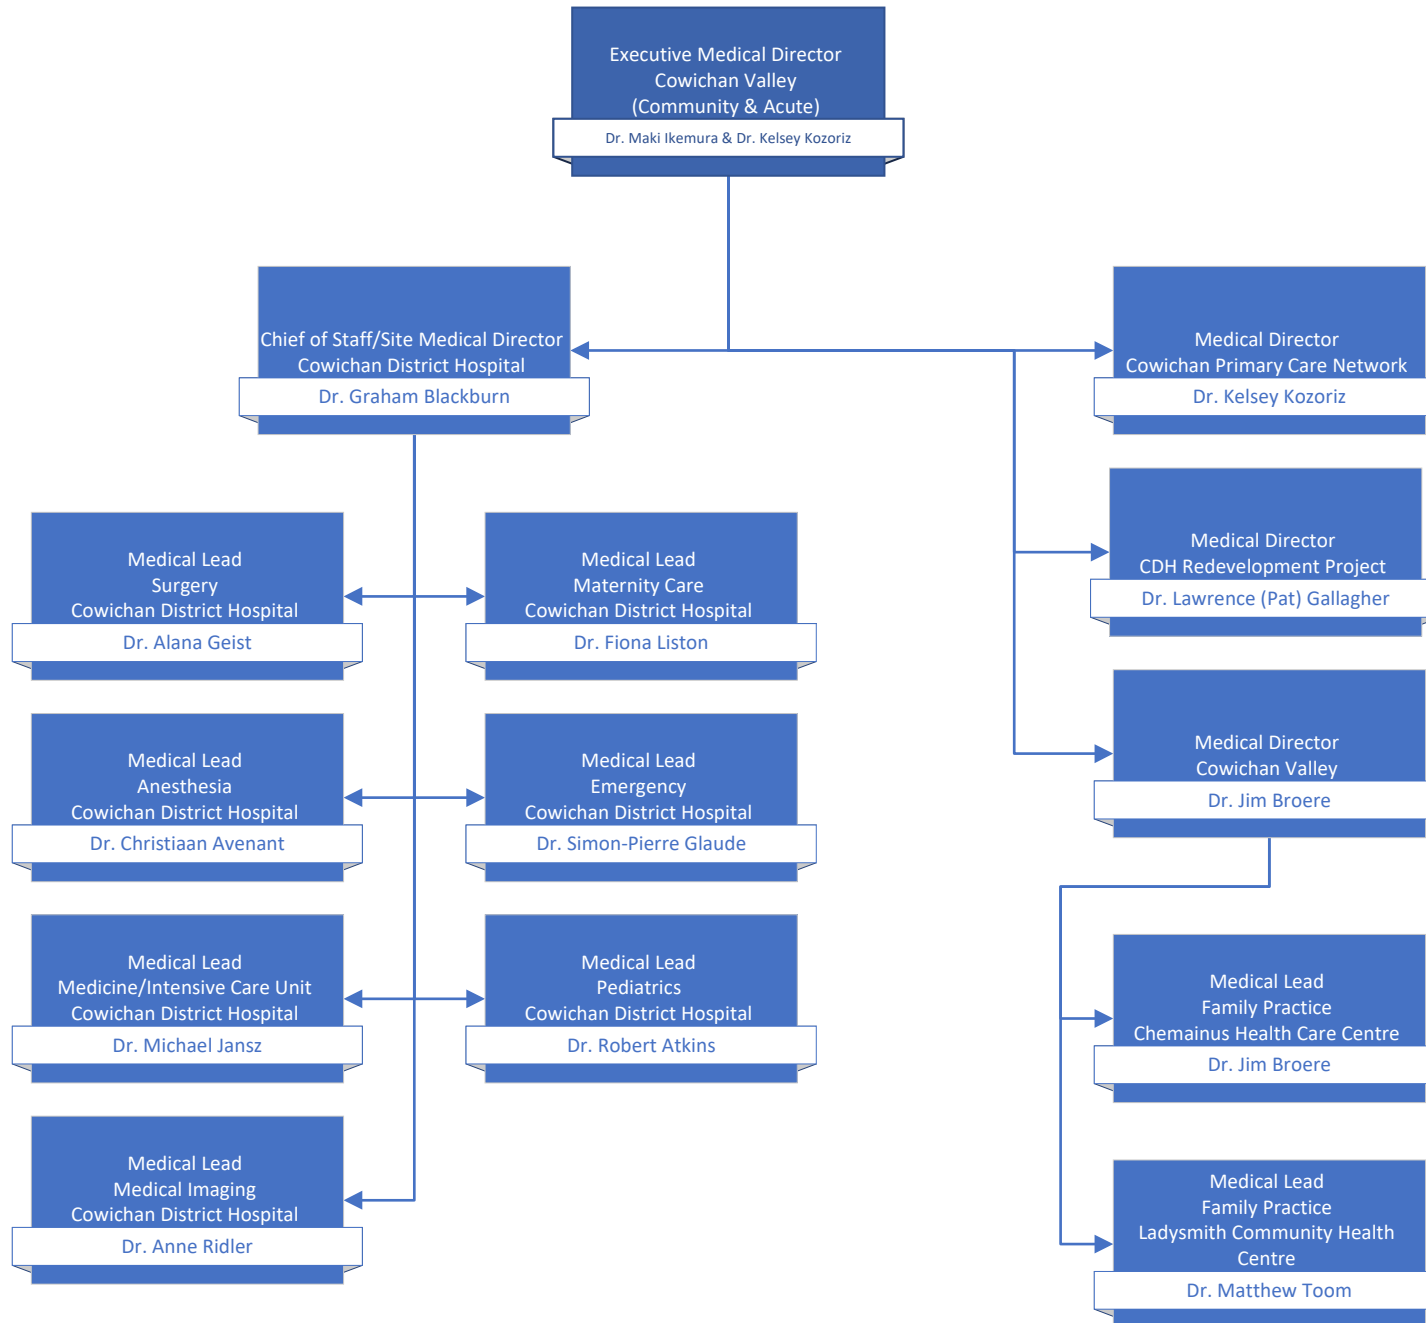 Executive Medical Director
Cowichan Valley
(Community & Acute)
Dr. Maki Ikemura & Dr. Kelsey Kozoriz
Chief of Staff/Site Medical Director
Cowichan District Hospital
Dr. Graham Blackburn
Medical Director
Cowichan Primary Care Network
Dr. Kelsey Kozoriz
Medical Director
CDH Redevelopment Project
Dr. Lawrence (Pat) Gallagher
Medical Lead
Surgery
Cowichan District Hospital
Dr. Alana Geist
Medical Lead
Maternity Care
Cowichan District Hospital
Dr. Fiona Liston
Medical Director
Cowichan Valley
Dr. Jim Broere
Medical Lead
Anesthesia
Cowichan District Hospital
Dr. Christiaan Avenant
Medical Lead
Emergency
Cowichan District Hospital
Dr. Simon-Pierre Glaude
Medical Lead
Medicine/Intensive Care Unit
Cowichan District Hospital
Dr. Michael Jansz
Medical Lead
Pediatrics
Cowichan District Hospital
Dr. Robert Atkins
Medical Lead
Family Practice
Chemainus Health Care Centre
Dr. Jim Broere
Medical Lead
Medical Imaging
Cowichan District Hospital
Dr. Anne Ridler
Medical Lead
Family Practice
Ladysmith Community Health
Centre
Dr. Matthew Toom